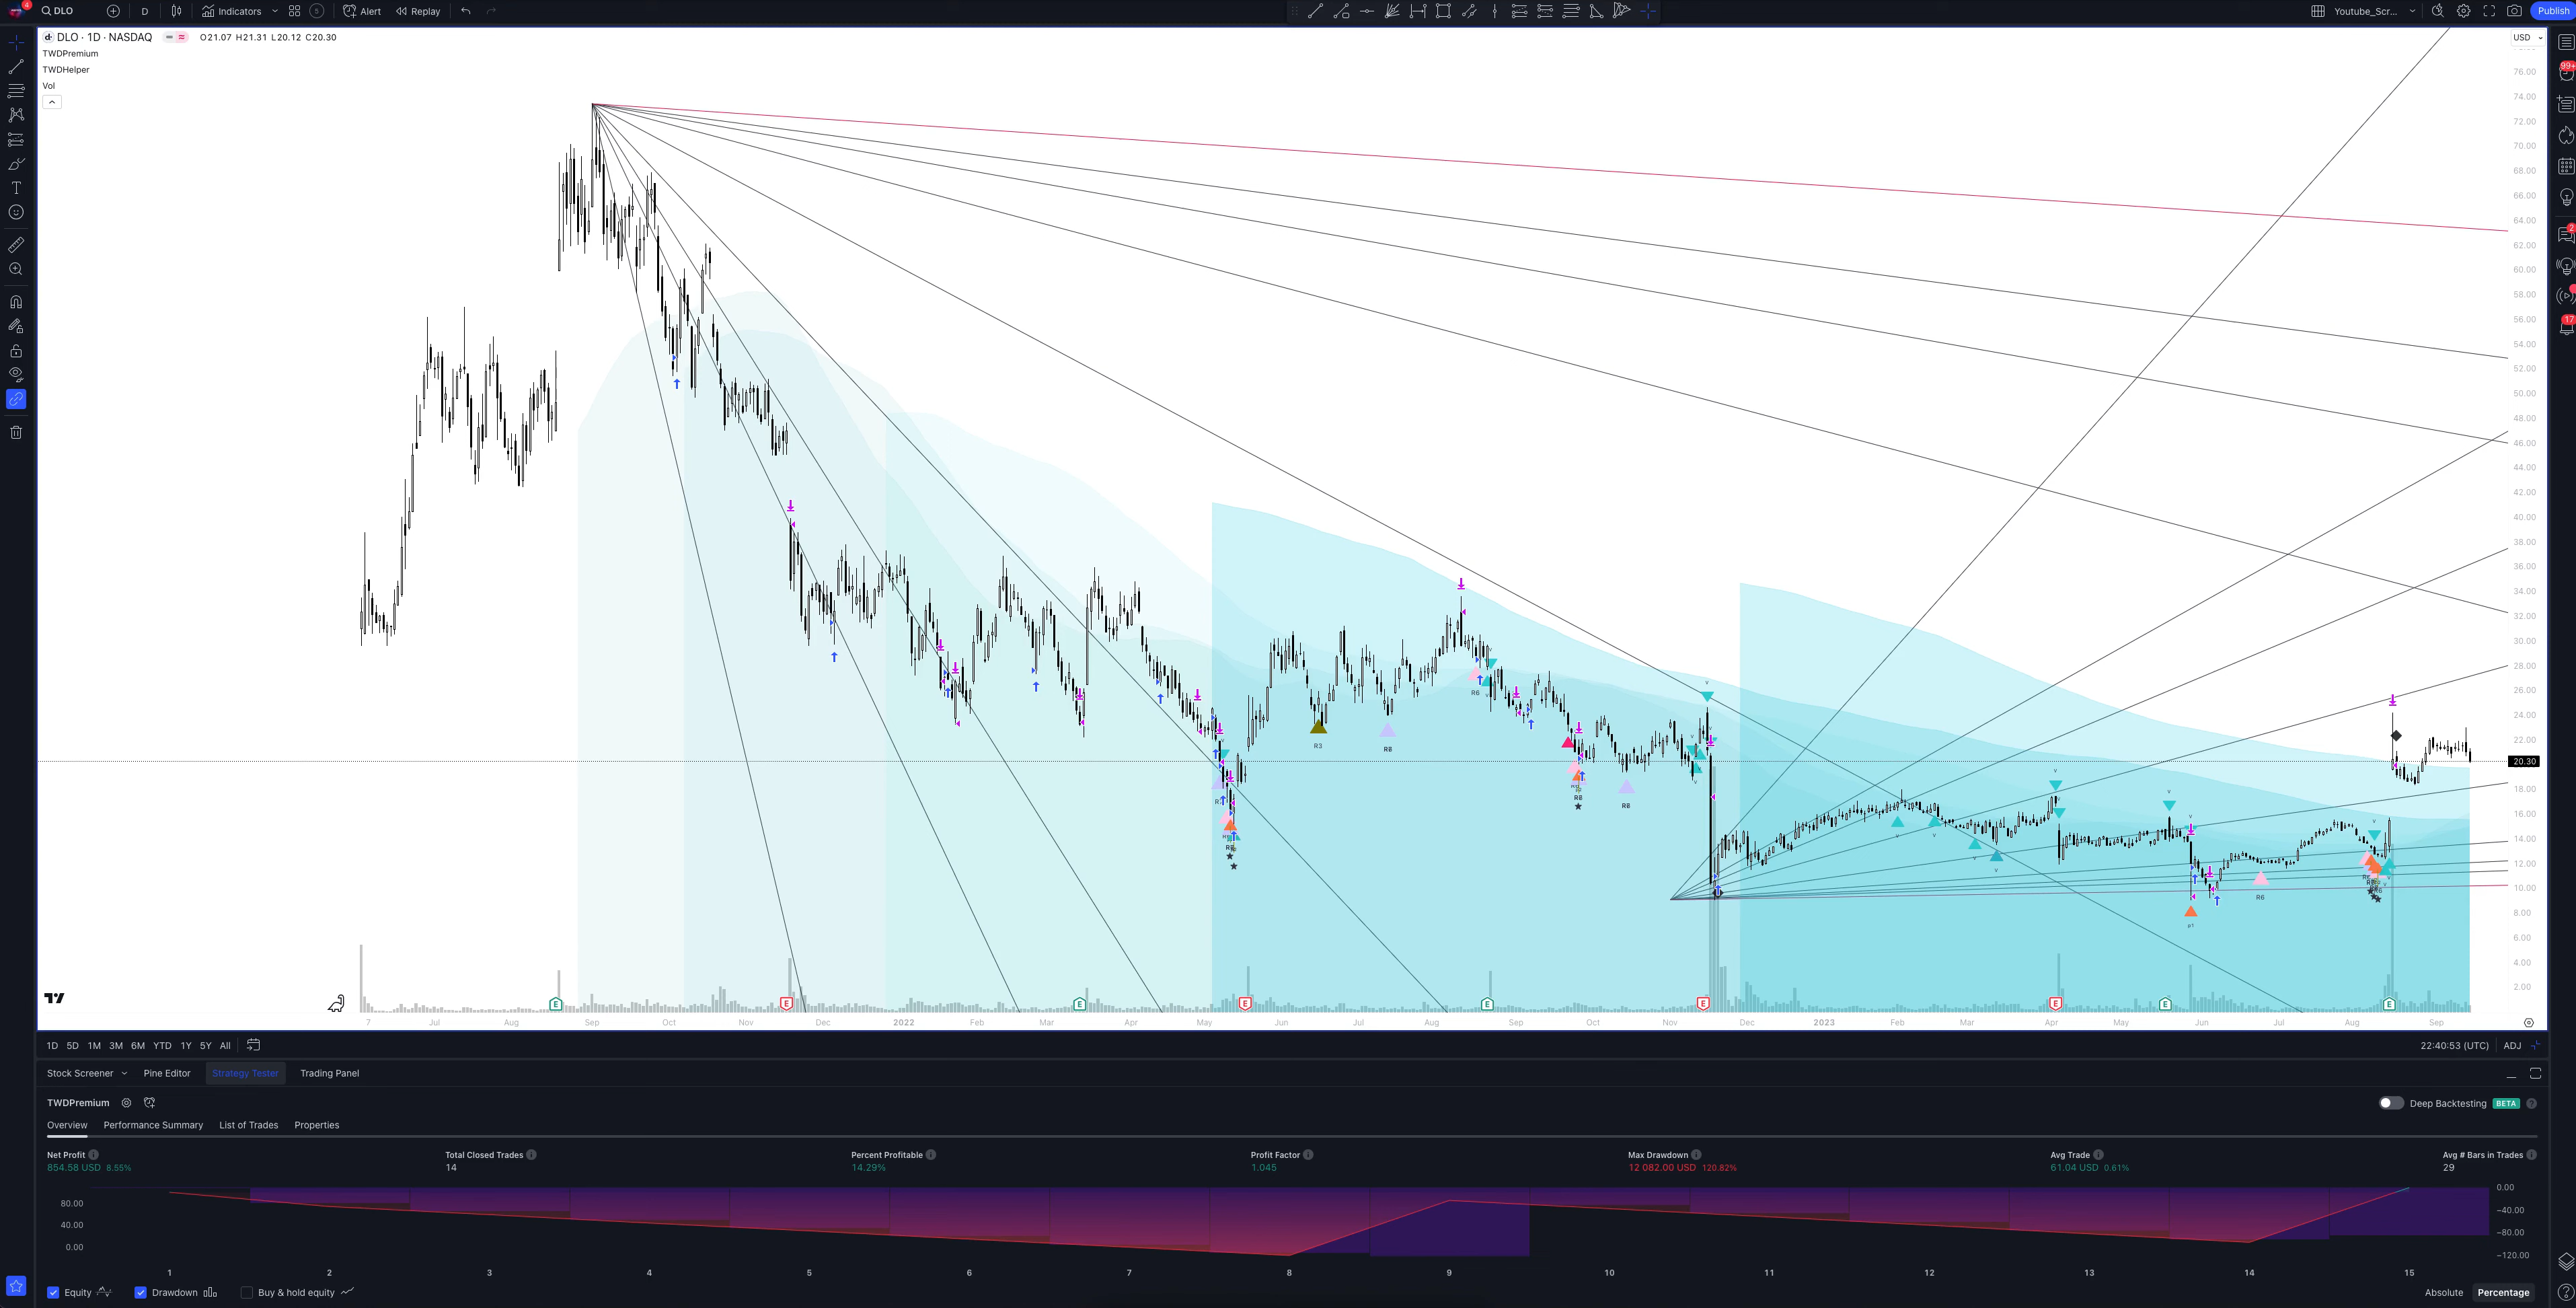 4 DLO D Indicators 5 Alert Replay Youtube_Scr... Publish
DLO · 1D · NASDAQ O21.07 H21.31 L20.12 C20.30
USD
TWDPremium
TWDHelper
Vol
76.00
74.00
72.00
70.00
68.00
66.00
64.00
62.00
60.00
58.00
56.00
54.00
52.00
50.00
48.00
46.00
44.00
42.00
40.00
38.00
36.00
34.00
32.00
30.00
28.00
26.00
24.00
22.00
20.30
18.00
16.00
14.00
12.00
10.00
8.00
6.00
4.00
2.00
99+
2
17
R6
R3
R8
R8
R8
R6
E E E E E E E E E
7 Jul Aug Sep Oct Nov Dec 2022 Feb Mar Apr May Jun Jul Aug Sep Oct Nov Dec 2023 Feb Mar Apr May Jun Jul Aug Sep
1D 5D 1M 3M 6M YTD 1Y 5Y All 22:40:53 (UTC) ADJ
Stock Screener Pine Editor Strategy Tester Trading Panel
TWDPremium Deep Backtesting BETA
Overview Performance Summary List of Trades Properties
Net Profit Total Closed Trades Percent Profitable Profit Factor Max Drawdown Avg Trade Avg # Bars in Trades
854.58 USD 8.55% 14 14.29% 1.045 12 082.00 USD 120.82% 61.04 USD 0.61% 29
80.00
40.00
0.00
0.00
−40.00
−80.00
−120.00
1 2 3 4 5 6 7 8 9 10 11 12 13 14 15
Equity Drawdown Buy & hold equity Absolute Percentage